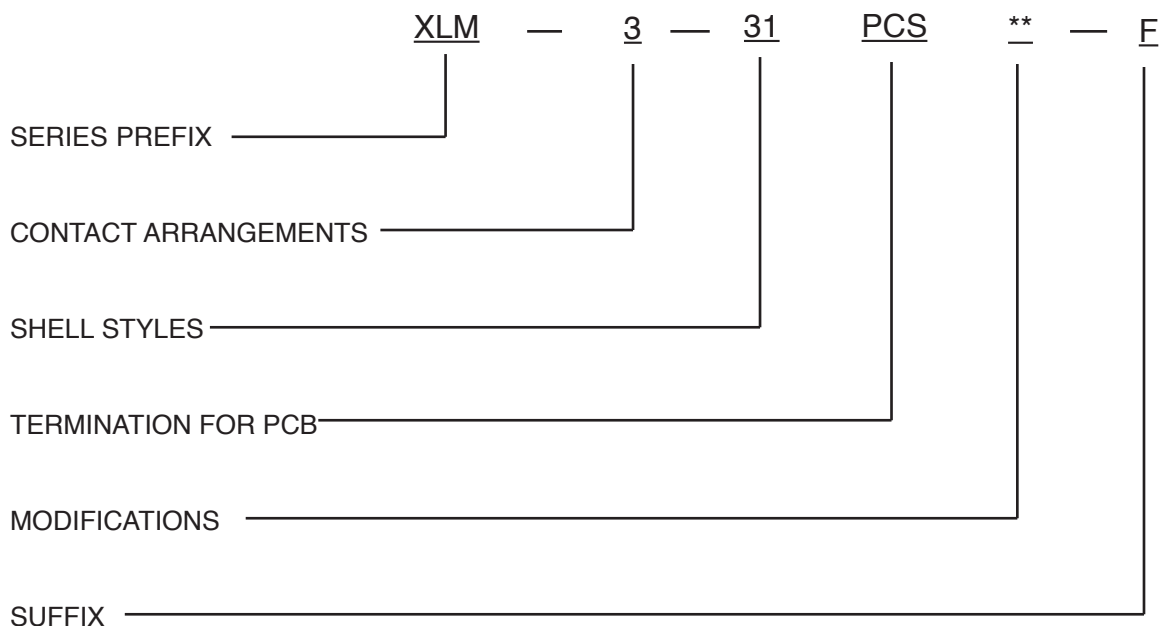 XLM — 3 — 31 PCS ** — F
SERIES PREFIX
CONTACT ARRANGEMENTS
SHELL STYLES
TERMINATION FOR PCB
MODIFICATIONS
SUFFIX